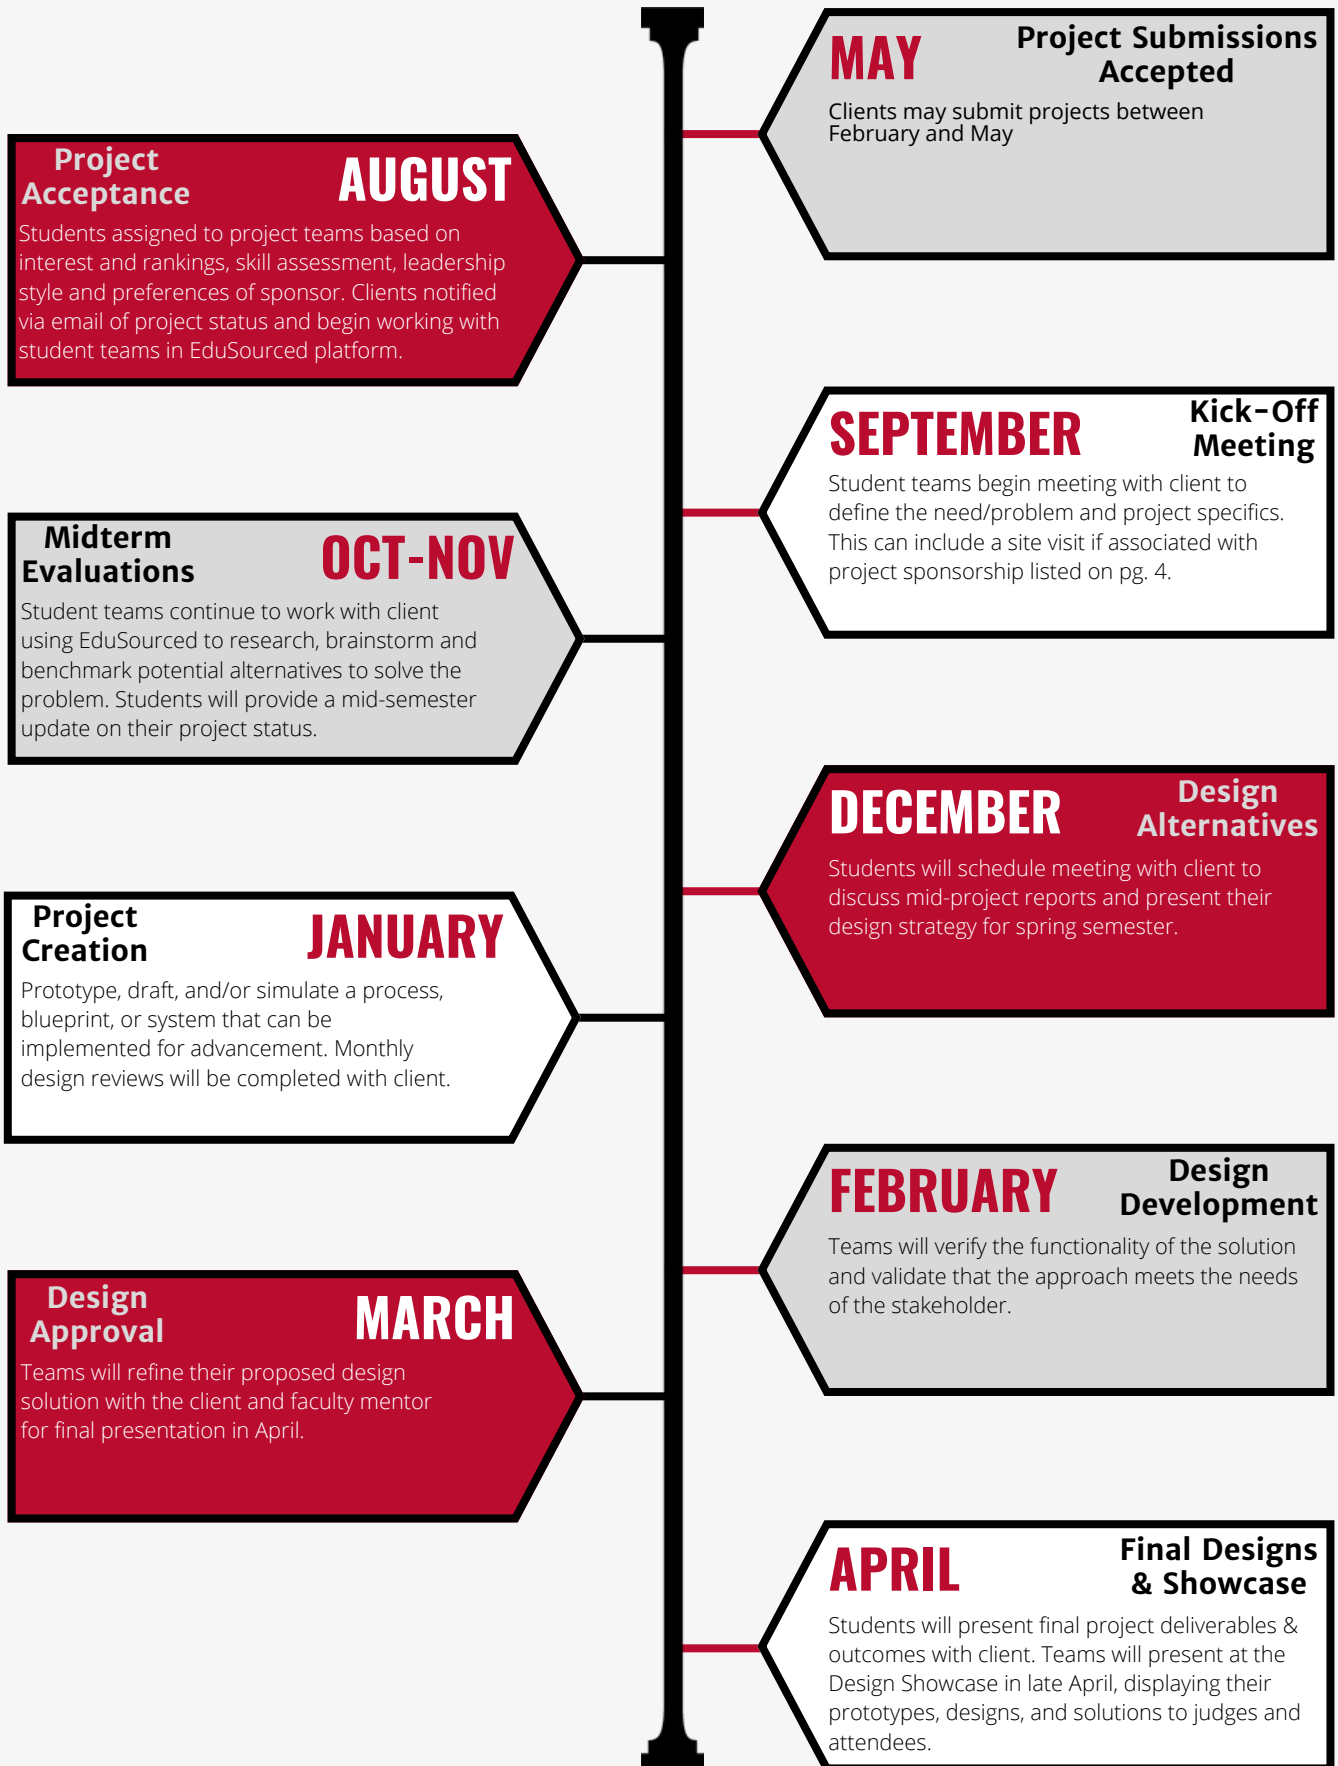 MAY
Project Submissions
Accepted
Clients may submit projects between
February and May
Project
Acceptance
AUGUST
Students assigned to project teams based on
interest and rankings, skill assessment, leadership
style and preferences of sponsor. Clients notified
via email of project status and begin working with
student teams in EduSourced platform.
SEPTEMBER
Kick-Off
Meeting
Student teams begin meeting with client to
define the need/problem and project specifics.
This can include a site visit if associated with
project sponsorship listed on pg. 4.
Midterm
Evaluations
OCT-NOV
Student teams continue to work with client
using EduSourced to research, brainstorm and
benchmark potential alternatives to solve the
problem. Students will provide a mid-semester
update on their project status.
DECEMBER
Design
Alternatives
Students will schedule meeting with client to
discuss mid-project reports and present their
design strategy for spring semester.
Project
Creation
JANUARY
Prototype, draft, and/or simulate a process,
blueprint, or system that can be
implemented for advancement. Monthly
design reviews will be completed with client.
FEBRUARY
Design
Development
Teams will verify the functionality of the solution
and validate that the approach meets the needs
of the stakeholder.
Design
Approval
MARCH
Teams will refine their proposed design
solution with the client and faculty mentor
for final presentation in April.
APRIL
Final Designs
& Showcase
Students will present final project deliverables &
outcomes with client. Teams will present at the
Design Showcase in late April, displaying their
prototypes, designs, and solutions to judges and
attendees.